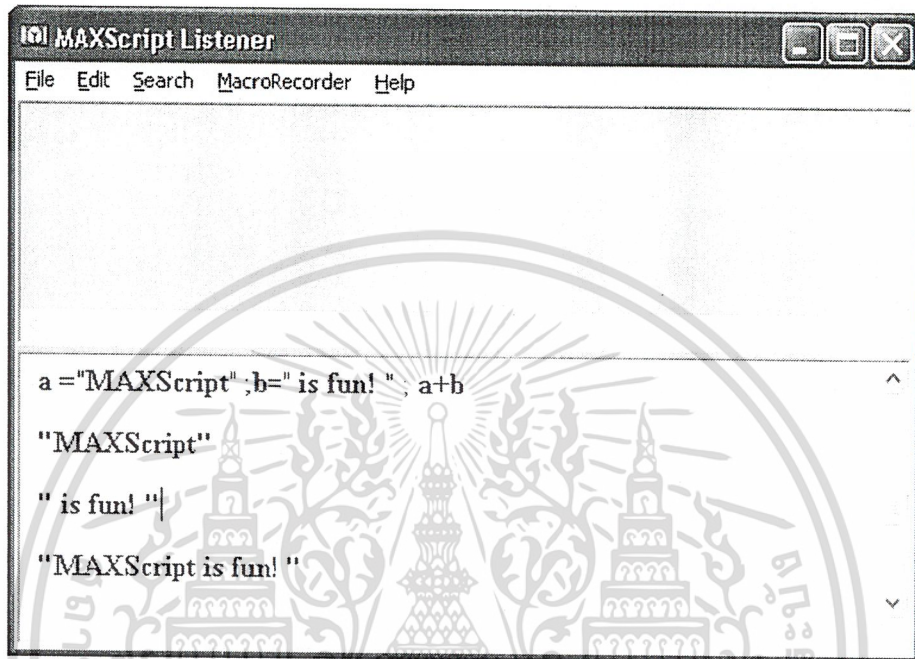 MAXScript Listener
File Edit Search MacroRecorder Help
a ="MAXScript" ;b=" is fun! " ; a+b
"MAXScript"
" is fun! "
"MAXScript is fun! "